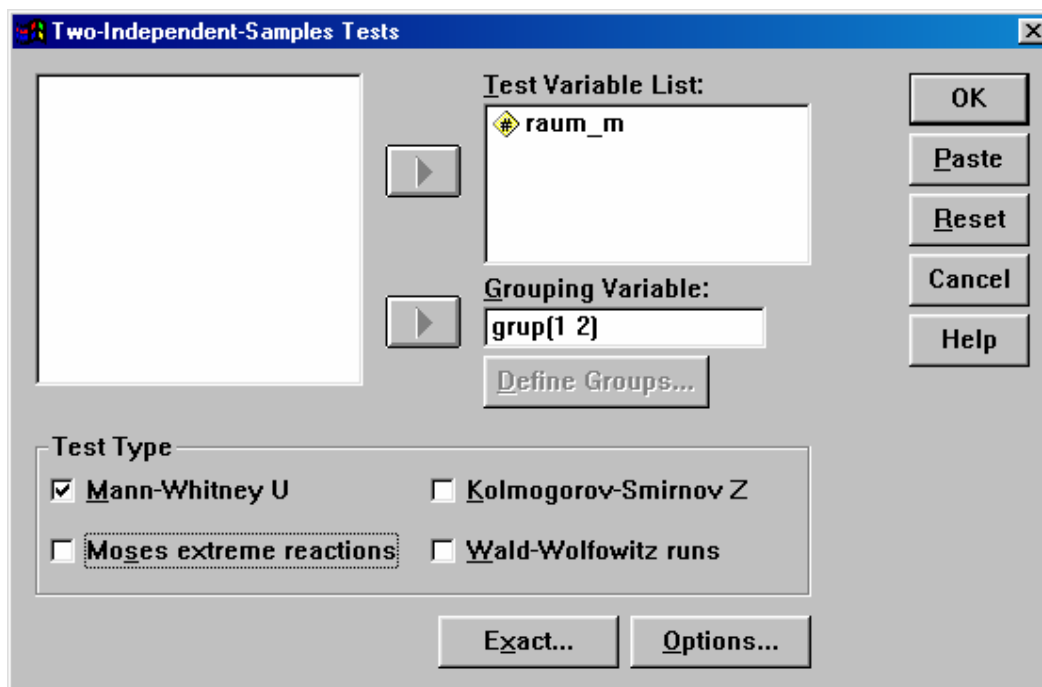 Two-Independent-Samples Tests
Test Variable List:
# raum_m
Grouping Variable:
grup(1 2)
Define Groups...
OK
Paste
Reset
Cancel
Help
Test Type
Mann-Whitney U
Kolmogorov-Smirnov Z
Moses extreme reactions
Wald-Wolfowitz runs
Exact...
Options...